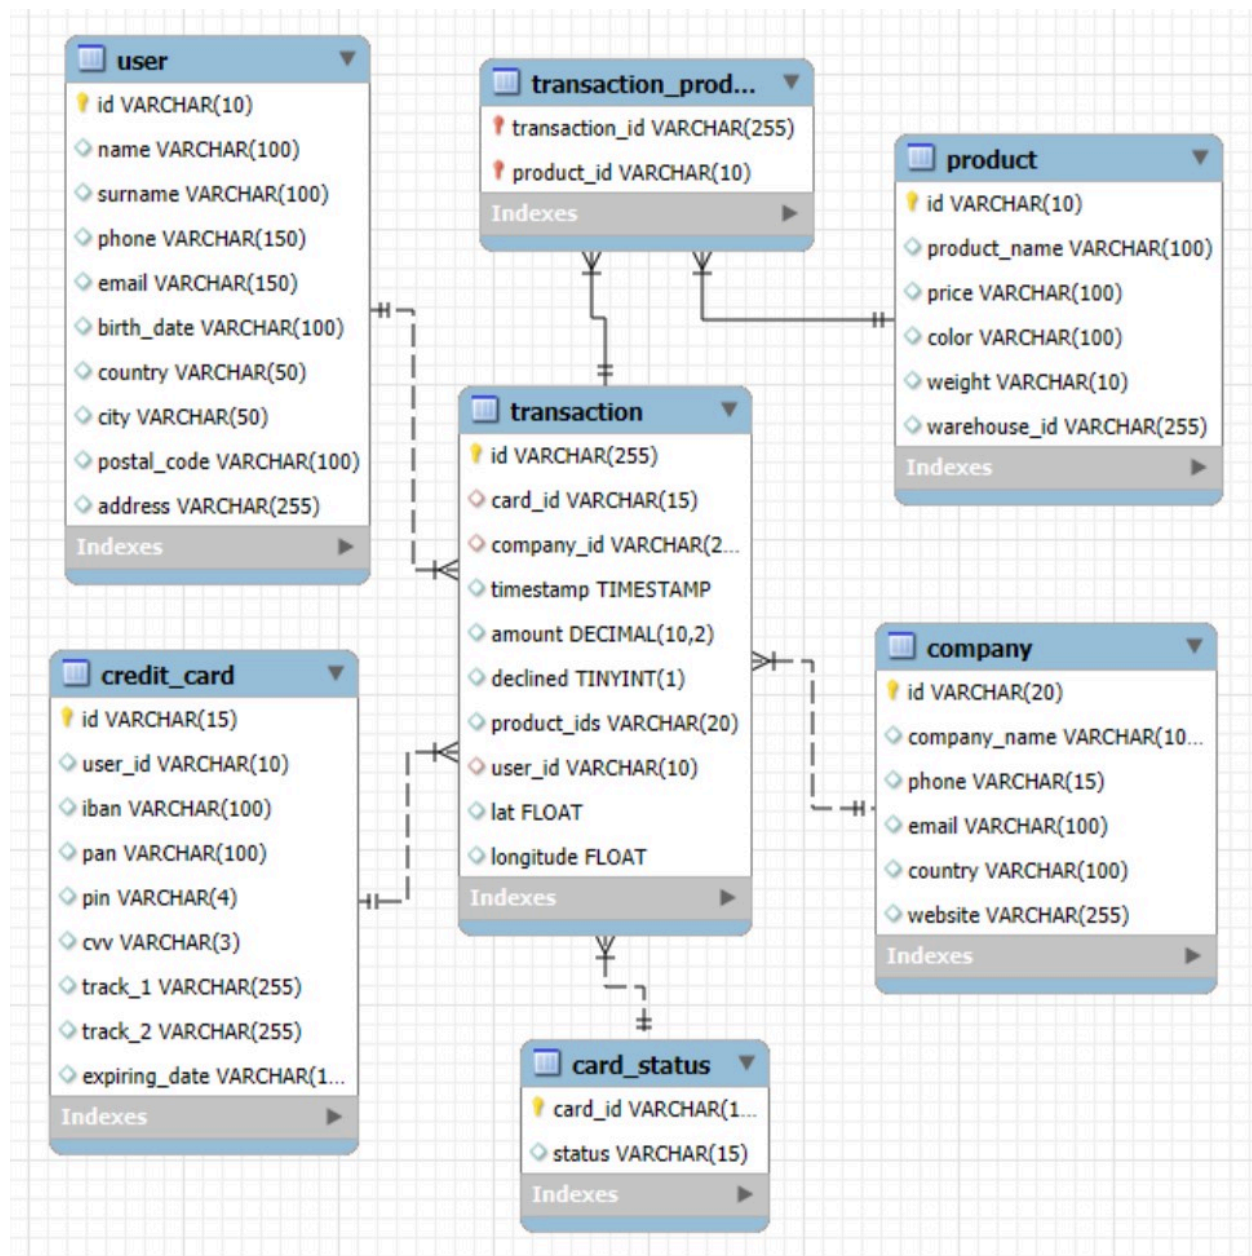 user
id VARCHAR(10)
name VARCHAR(100)
surname VARCHAR(100)
phone VARCHAR(150)
email VARCHAR(150)
birth_date VARCHAR(100)
country VARCHAR(50)
city VARCHAR(50)
postal_code VARCHAR(100)
address VARCHAR(255)
Indexes
transaction_prod...
transaction_id VARCHAR(255)
product_id VARCHAR(10)
Indexes
product
id VARCHAR(10)
product_name VARCHAR(100)
price VARCHAR(100)
color VARCHAR(100)
weight VARCHAR(10)
warehouse_id VARCHAR(255)
Indexes
transaction
id VARCHAR(255)
card_id VARCHAR(15)
company_id VARCHAR(2...
timestamp TIMESTAMP
amount DECIMAL(10,2)
declined TINYINT(1)
product_ids VARCHAR(20)
user_id VARCHAR(10)
lat FLOAT
longitude FLOAT
Indexes
credit_card
id VARCHAR(15)
user_id VARCHAR(10)
iban VARCHAR(100)
pan VARCHAR(100)
pin VARCHAR(4)
cvv VARCHAR(3)
track_1 VARCHAR(255)
track_2 VARCHAR(255)
expiring_date VARCHAR(1...
Indexes
company
id VARCHAR(20)
company_name VARCHAR(10...
phone VARCHAR(15)
email VARCHAR(100)
country VARCHAR(100)
website VARCHAR(255)
Indexes
card_status
card_id VARCHAR(1...
status VARCHAR(15)
Indexes